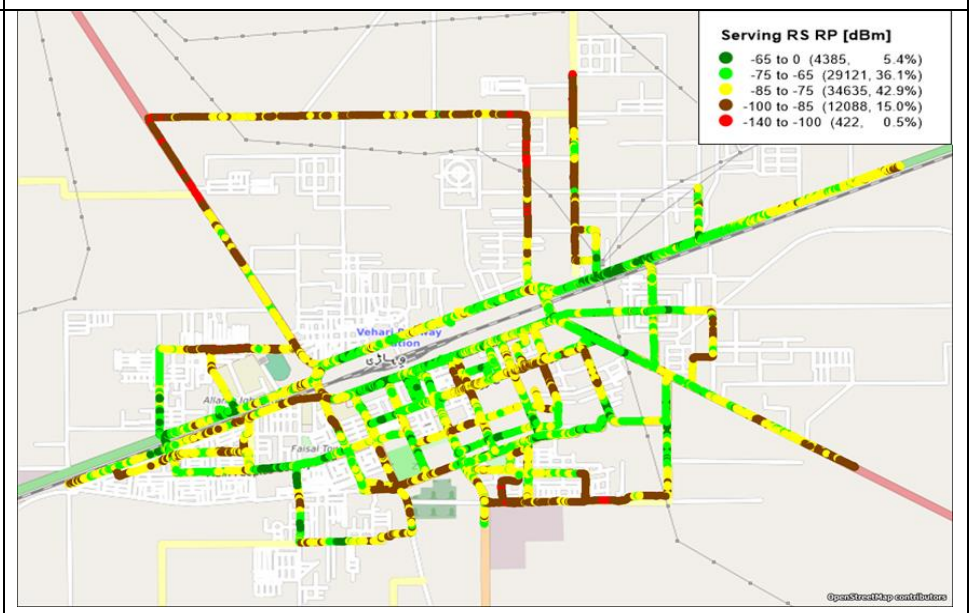 Serving RS RP [dBm]
-65 to 0 (4385, 5.4%)
-75 to -65 (29121, 36.1%)
-85 to -75 (34635, 42.9%)
-100 to -85 (12088, 15.0%)
-140 to -100 (422, 0.5%)
Vehari
وہاڑی
Faisal
OpenStreetMap contributors